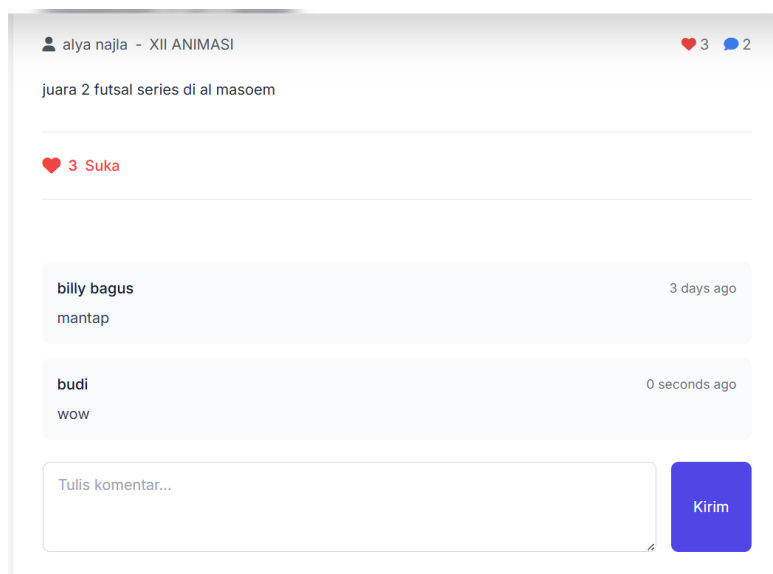 alya najla - XII ANIMASI 3 2
juara 2 futsal series di al masoem
3 Suka
billy bagus 3 days ago
mantap
budi 0 seconds ago
wow
Tulis komentar...
Kirim